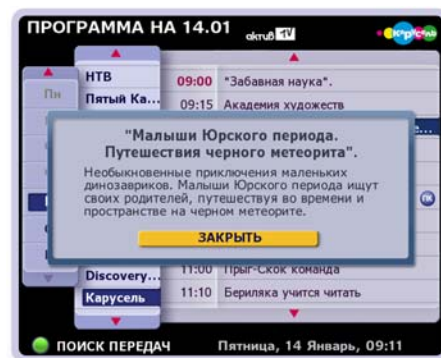 ПРОГРАММА НА 14.01
актив TV
Карусель
Пн
НТВ
Пятый Ка...
09:00 "Забавная наука".
09:15 Академия художеств
"Малыши Юрского периода.
Путешествия черного метеорита".
Необыкновенные приключения маленьких
динозавриков. Малыши Юрского периода ищут
своих родителей, путешествуя во времени и
пространстве на черном метеорите.
ЗАКРЫТЬ
Discovery...
Карусель
11:00 Прыг-Скок команда
11:10 Бериляка учится читать
ПОИСК ПЕРЕДАЧ
Пятница, 14 Январь, 09:11